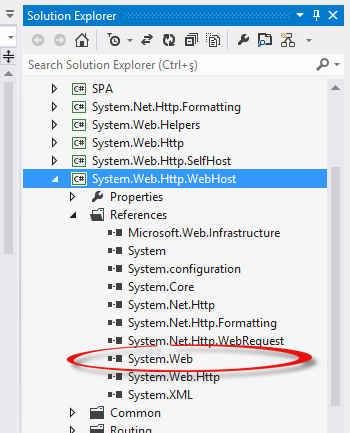 Solution Explorer
Search Solution Explorer (Ctrl+ş)
C# SPA
C# System.Net.Http.Formatting
C# System.Web.Helpers
C# System.Web.Http
C# System.Web.Http.SelfHost
C# System.Web.Http.WebHost
Properties
References
Microsoft.Web.Infrastructure
System
System.configuration
System.Core
System.Net.Http
System.Net.Http.Formatting
System.Net.Http.WebRequest
System.Web
System.Web.Http
System.XML
Common
Routing